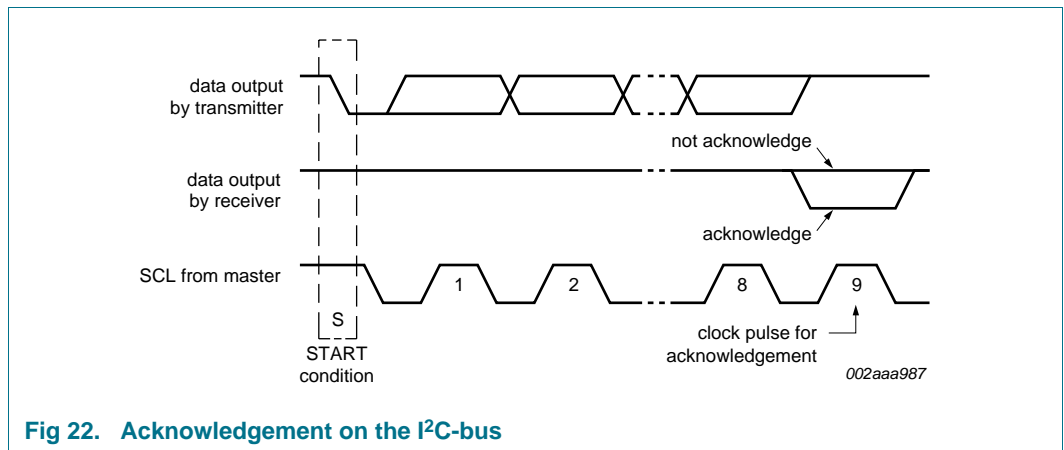 data output
by transmitter
not acknowledge
data output
by receiver
acknowledge
SCL from master
1
2
8
9
S
START
condition
clock pulse for
acknowledgement
002aaa987
Fig 22. Acknowledgement on the I²C-bus